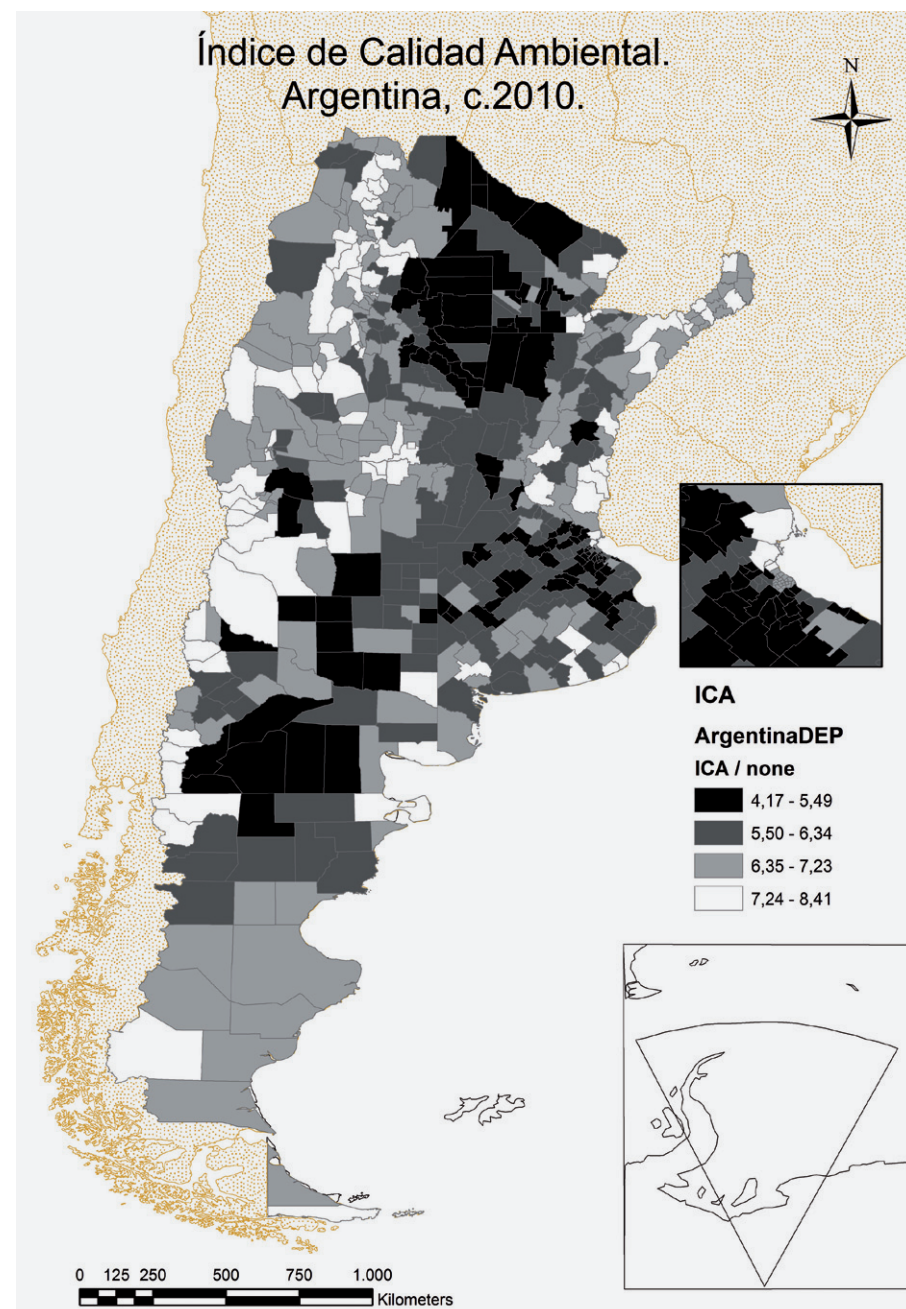 Índice de Calidad Ambiental.
Argentina, c.2010.
N
ICA
ArgentinaDEP
ICA / none
4,17 - 5,49
5,50 - 6,34
6,35 - 7,23
7,24 - 8,41
0 125 250 500 750 1.000
Kilometers